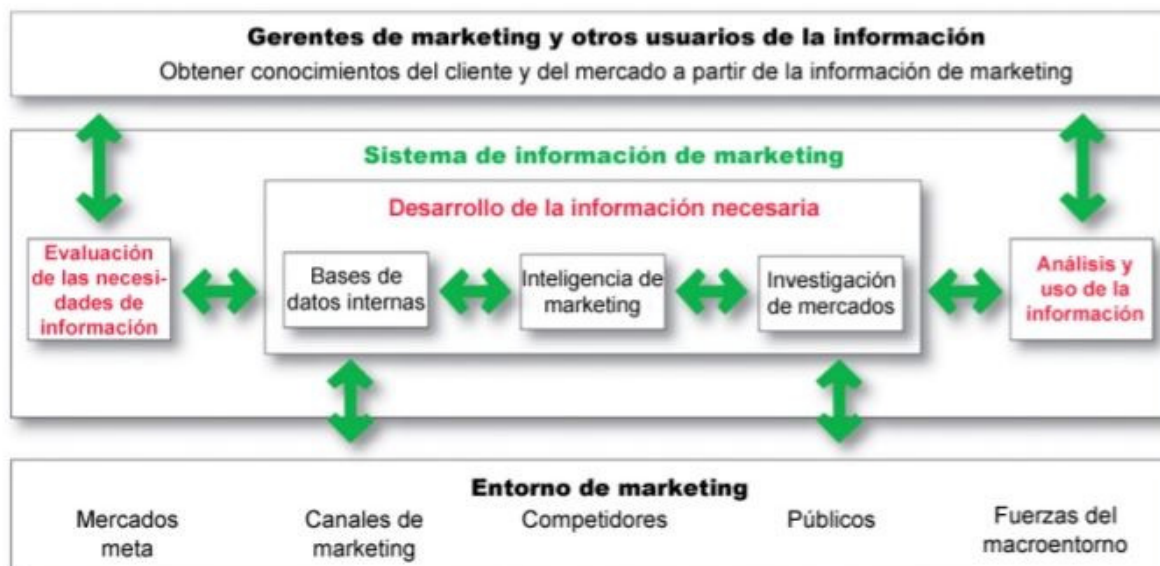 Gerentes de marketing y otros usuarios de la información
Obtener conocimientos del cliente y del mercado a partir de la información de marketing
Sistema de información de marketing
Desarrollo de la información necesaria
Evaluación
de las necesi-
dades de
información
Bases de
datos internas
Inteligencia de
marketing
Investigación
de mercados
Análisis y
uso de la
información
Entorno de marketing
Mercados
meta
Canales de
marketing
Competidores
Públicos
Fuerzas del
macroentorno